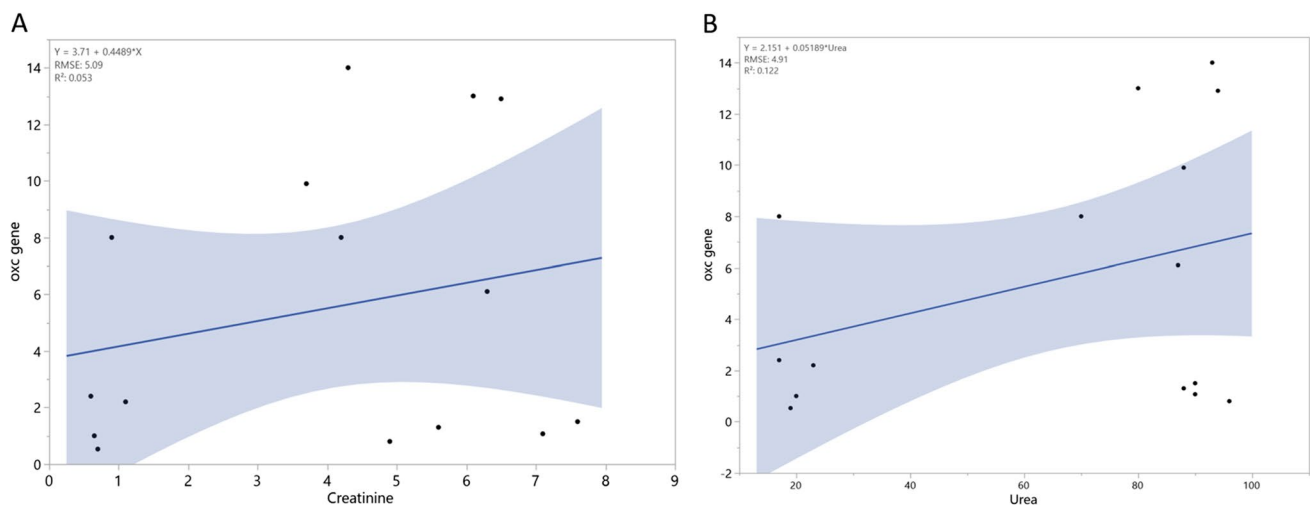 A
Y = 3.71 + 0.4489*X
RMSE: 5.09
R²: 0.053
14
12
10
8
6
4
2
0
oxc gene
0 1 2 3 4 5 6 7 8 9
Creatinine
B
Y = 2.151 + 0.05189*Urea
RMSE: 4.91
R²: 0.122
14
12
10
8
6
4
2
0
-2
oxc gene
20 40 60 80 100
Urea